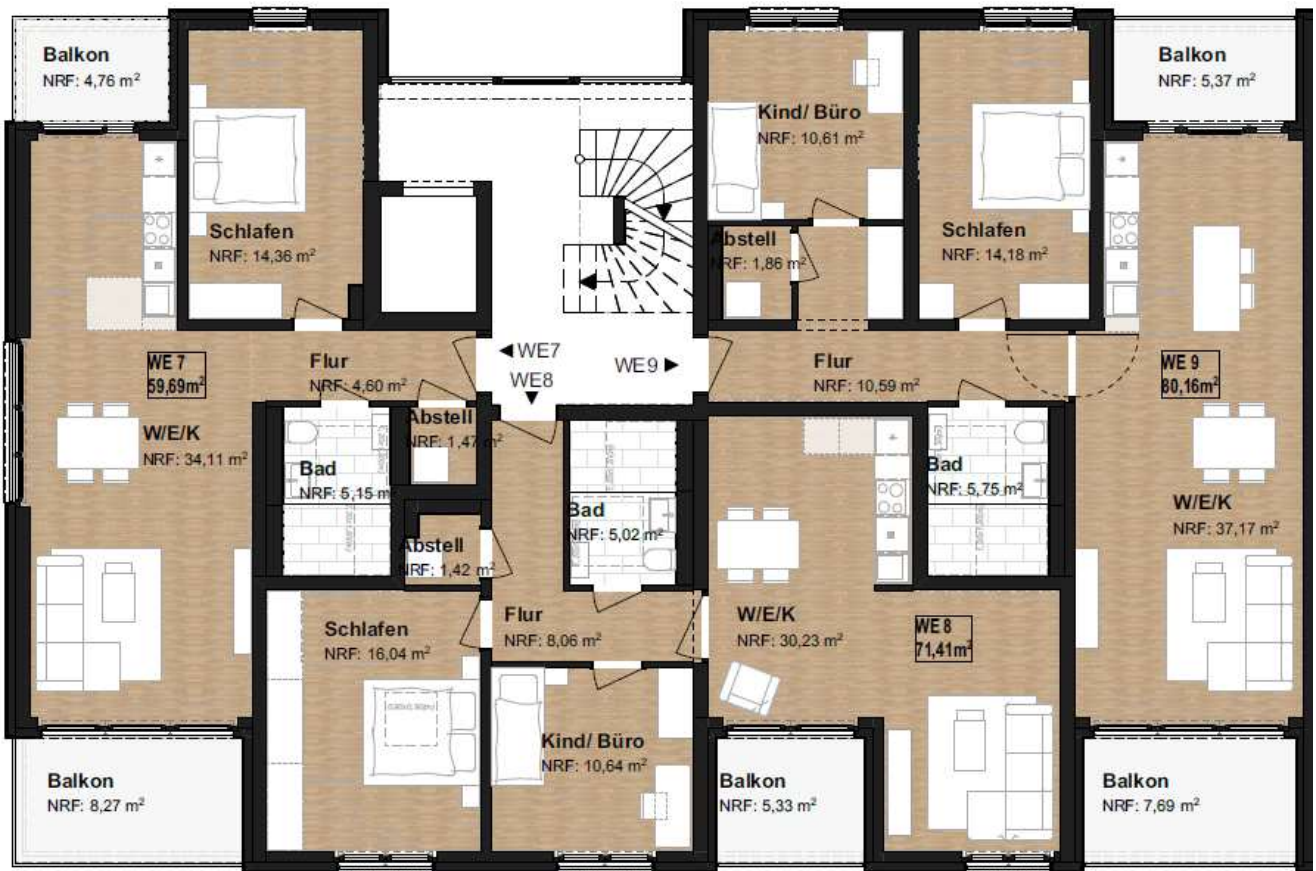 Balkon
NRF: 4,76 m²
Schlafen
NRF: 14,36 m²
Kind/ Büro
NRF: 10,61 m²
Abstell
NRF: 1,86 m²
Schlafen
NRF: 14,18 m²
Balkon
NRF: 5,37 m²
WE 7
59,69m²
Flur
NRF: 4,60 m²
◄WE7
WE8
▼
WE9 ►
Flur
NRF: 10,59 m²
WE 9
80,16m²
W/E/K
NRF: 34,11 m²
Bad
NRF: 5,15 m²
Abstell
NRF: 1,47 m²
Abstell
NRF: 1,42 m²
Bad
NRF: 5,02 m²
Bad
NRF: 5,75 m²
W/E/K
NRF: 37,17 m²
Schlafen
NRF: 16,04 m²
Flur
NRF: 8,06 m²
W/E/K
NRF: 30,23 m²
WE 8
71,41m²
Kind/ Büro
NRF: 10,64 m²
Balkon
NRF: 8,27 m²
Balkon
NRF: 5,33 m²
Balkon
NRF: 7,69 m²